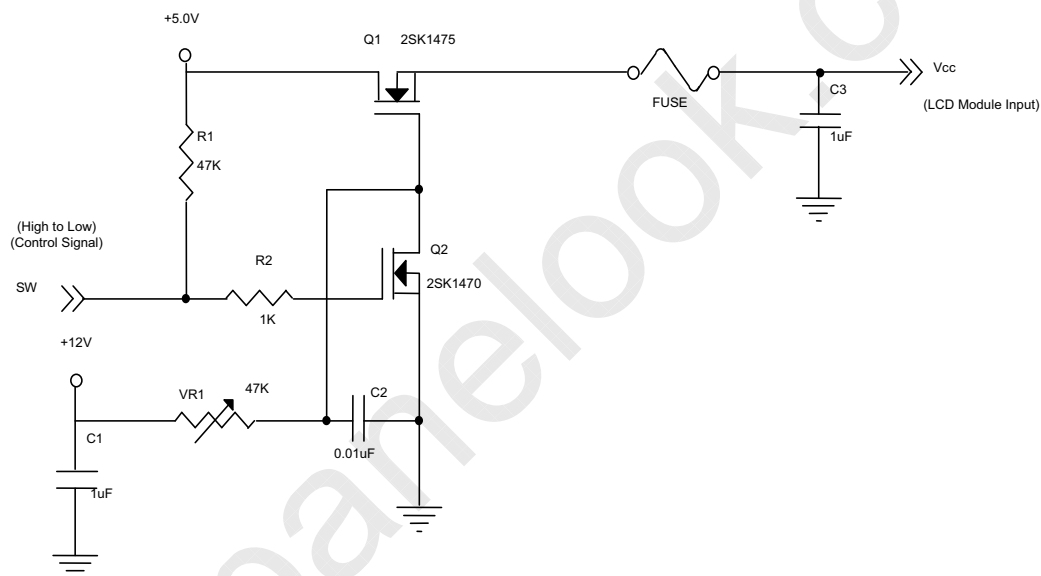 +5.0V
Q1 2SK1475
Vcc
C3
FUSE
(LCD Module Input)
R1
1uF
47K
(High to Low)
(Control Signal)
Q2
R2
SW
2SK1470
1K
+12V
VR1
47K
C2
C1
0.01uF
1uF
panelook.c